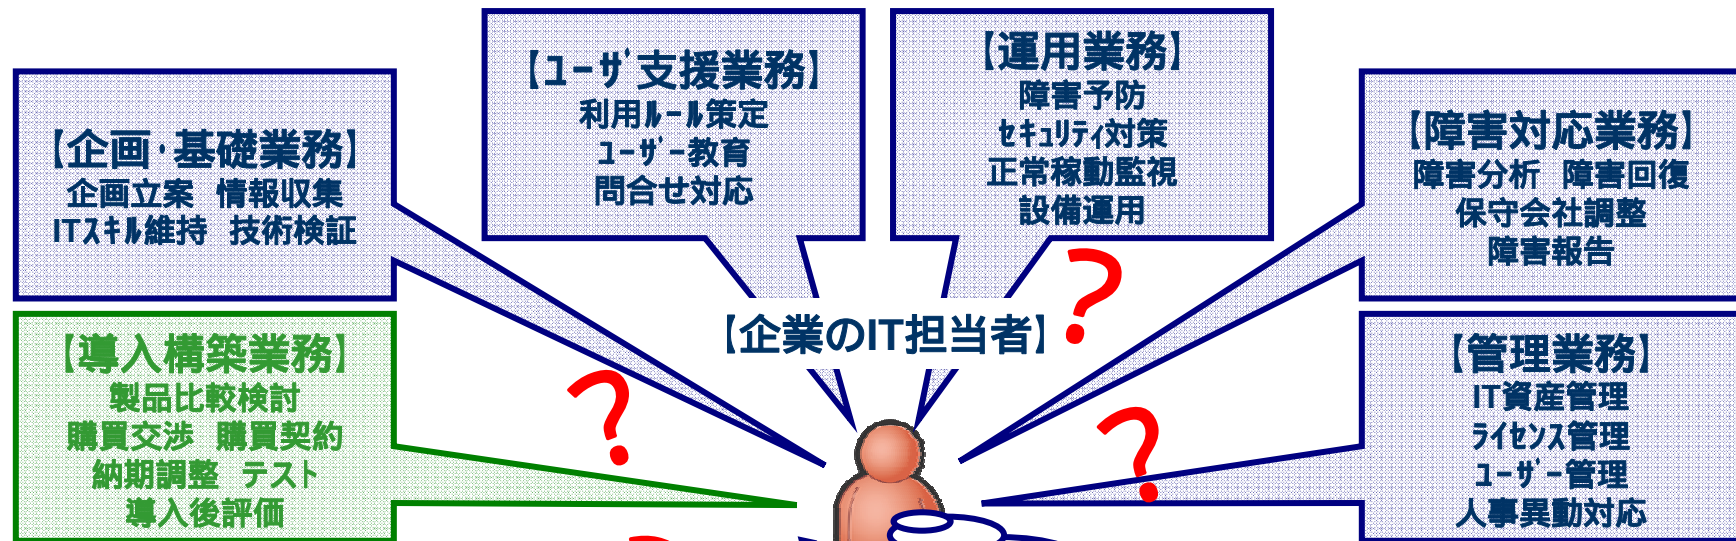 【企画・基礎業務】
企画立案 情報収集
ITｽｷﾙ維持 技術検証
【ﾕｰｻﾞ支援業務】
利用ﾙｰﾙ策定
ﾕｰｻﾞｰ教育
問合せ対応
【運用業務】
障害予防
ｾｷｭﾘﾃｨ対策
正常稼動監視
設備運用
【障害対応業務】
障害分析 障害回復
保守会社調整
障害報告
【導入構築業務】
製品比較検討
購買交渉 購買契約
納期調整 テスト
導入後評価
【企業のIT担当者】
？
？
？
【管理業務】
IT資産管理
ﾗｲｾﾝｽ管理
ﾕｰｻﾞｰ管理
人事異動対応